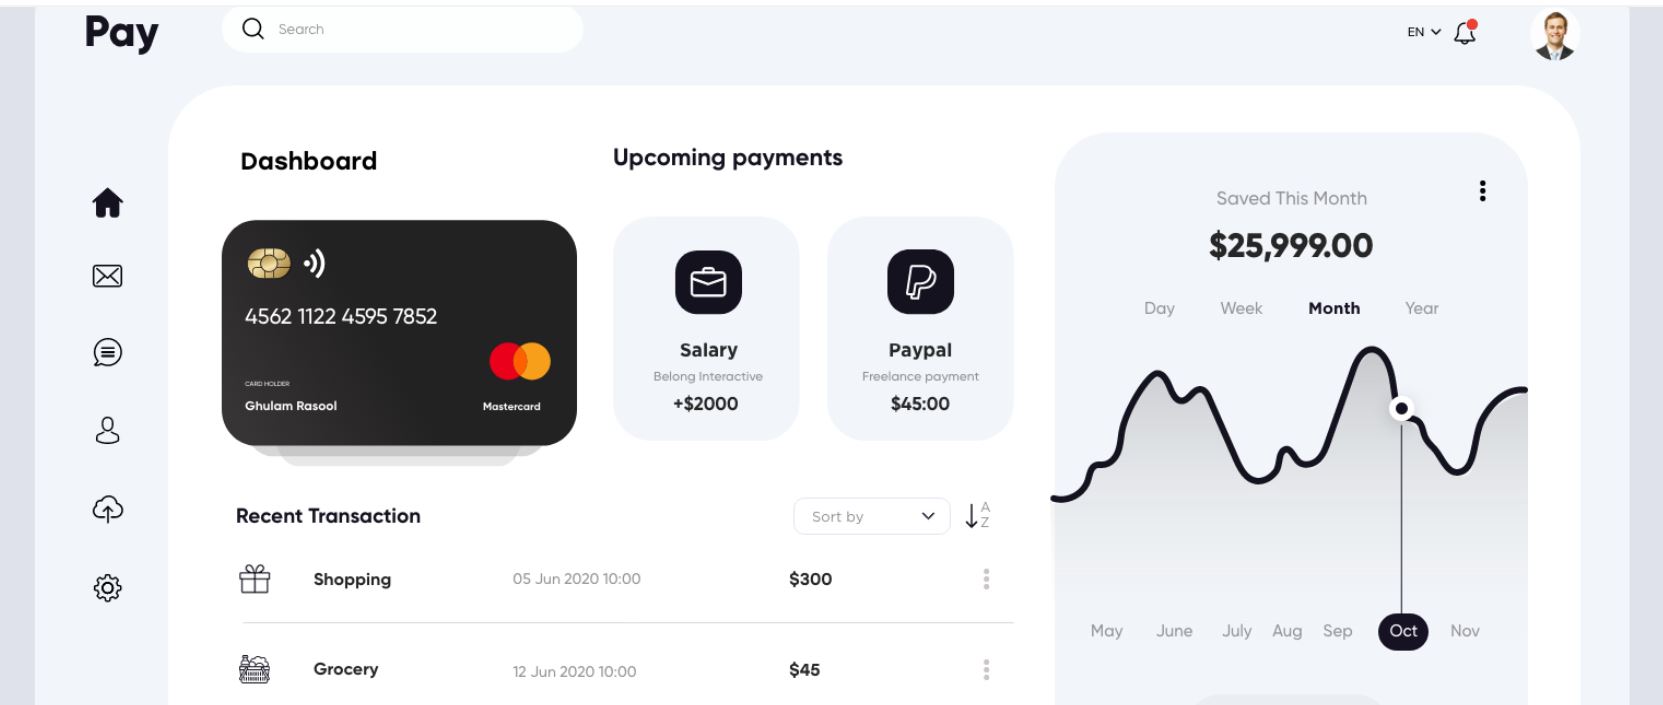 Pay
Search
EN
Dashboard
4562 1122 4595 7852
CARD HOLDER
Ghulam Rasool
Mastercard
Upcoming payments
Salary
Belong Interactive
+$2000
Paypal
Freelance payment
$45:00
Saved This Month
$25,999.00
Day Week Month Year
May June July Aug Sep Oct Nov
Recent Transaction
Sort by
A
Z
Shopping 05 Jun 2020 10:00 $300
Grocery 12 Jun 2020 10:00 $45